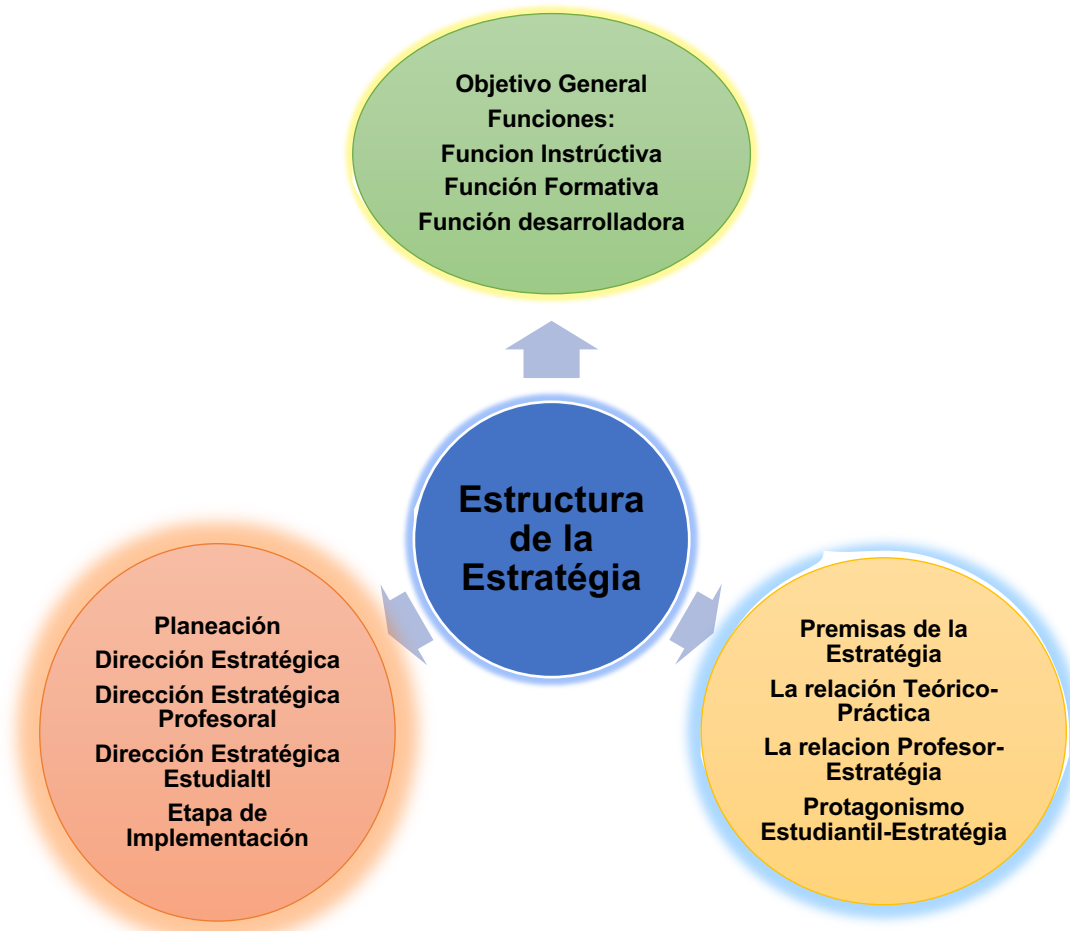 Objetivo General
Funciones:
Funcion Instrúctiva
Función Formativa
Función desarrolladora
Estructura
de la
Estratégia
Planeación
Dirección Estratégica
Dirección Estratégica
Profesoral
Dirección Estratégica
Estudialtl
Etapa de
Implementación
Premisas de la
Estratégia
La relación Teórico-
Práctica
La relacion Profesor-
Estratégia
Protagonismo
Estudiantil-Estratégia